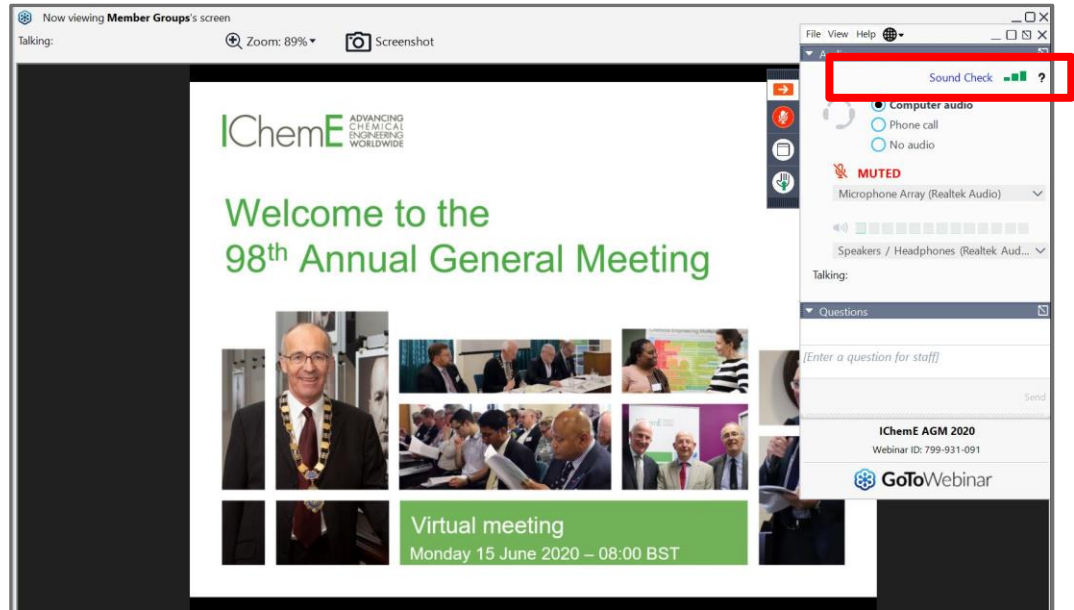 Now viewing Member Groups's screen
Talking:
Zoom: 89%
Screenshot
File View Help
Sound Check ?
Computer audio
Phone call
No audio
MUTED
Microphone Array (Realtek Audio)
Speakers / Headphones (Realtek Aud...
Talking:
Questions
[Enter a question for staff]
Send
IChemE AGM 2020
Webinar ID: 799-931-091
GoToWebinar
IChemE
ADVANCING
CHEMICAL
ENGINEERING
WORLDWIDE
Welcome to the
98th Annual General Meeting
Virtual meeting
Monday 15 June 2020 – 08:00 BST